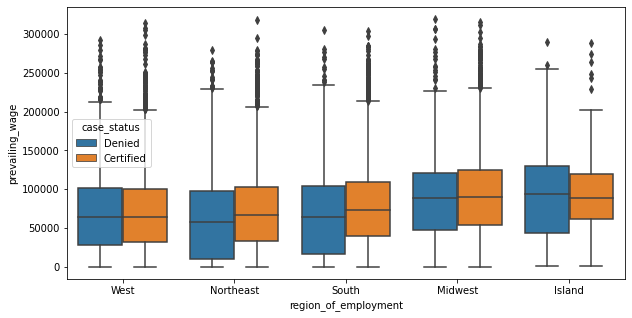 300000
250000
200000
150000
100000
50000
0
prevailing_wage
case_status
Denied
Certified
West Northeast South Midwest Island
region_of_employment